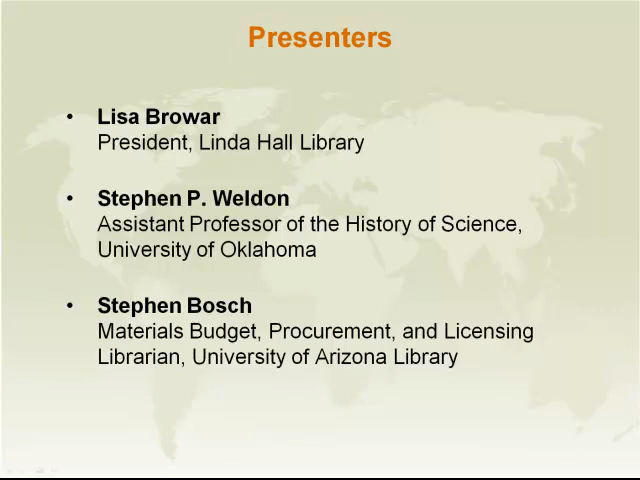 Presenters
• Lisa Browar
President, Linda Hall Library
• Stephen P. Weldon
Assistant Professor of the History of Science,
University of Oklahoma
• Stephen Bosch
Materials Budget, Procurement, and Licensing
Librarian, University of Arizona Library